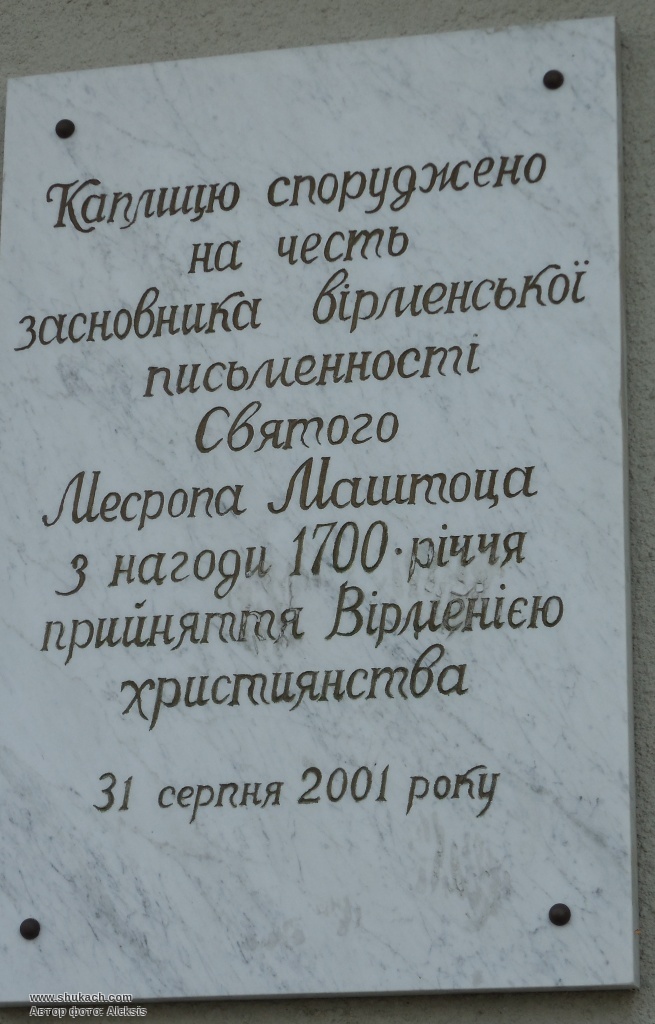 Каплицю споруджено
на честь
засновника вірменської
письменності
Святого
Месропа Маштоца
з нагоди 1700-річчя
прийняття Вірменією
християнства
31 серпня 2001 року
www.shukach.com
Автор фото: Aleksis